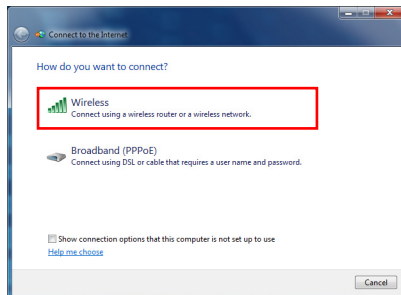 Connect to the Internet
How do you want to connect?
Wireless
Connect using a wireless router or a wireless network.
Broadband (PPPoE)
Connect using DSL or cable that requires a user name and password.
Show connection options that this computer is not set up to use
Help me choose
Cancel